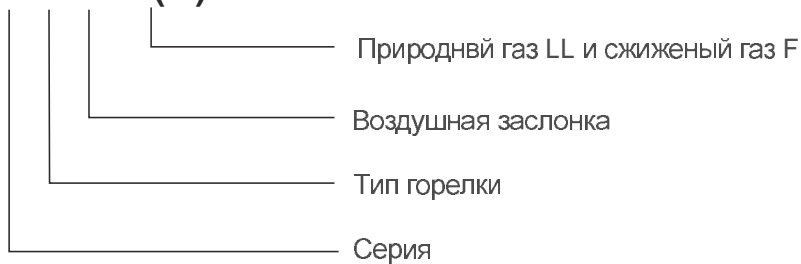 Природнвй газ LL и сжиженый газ F
Воздушная заслонка
Тип горелки
Серия